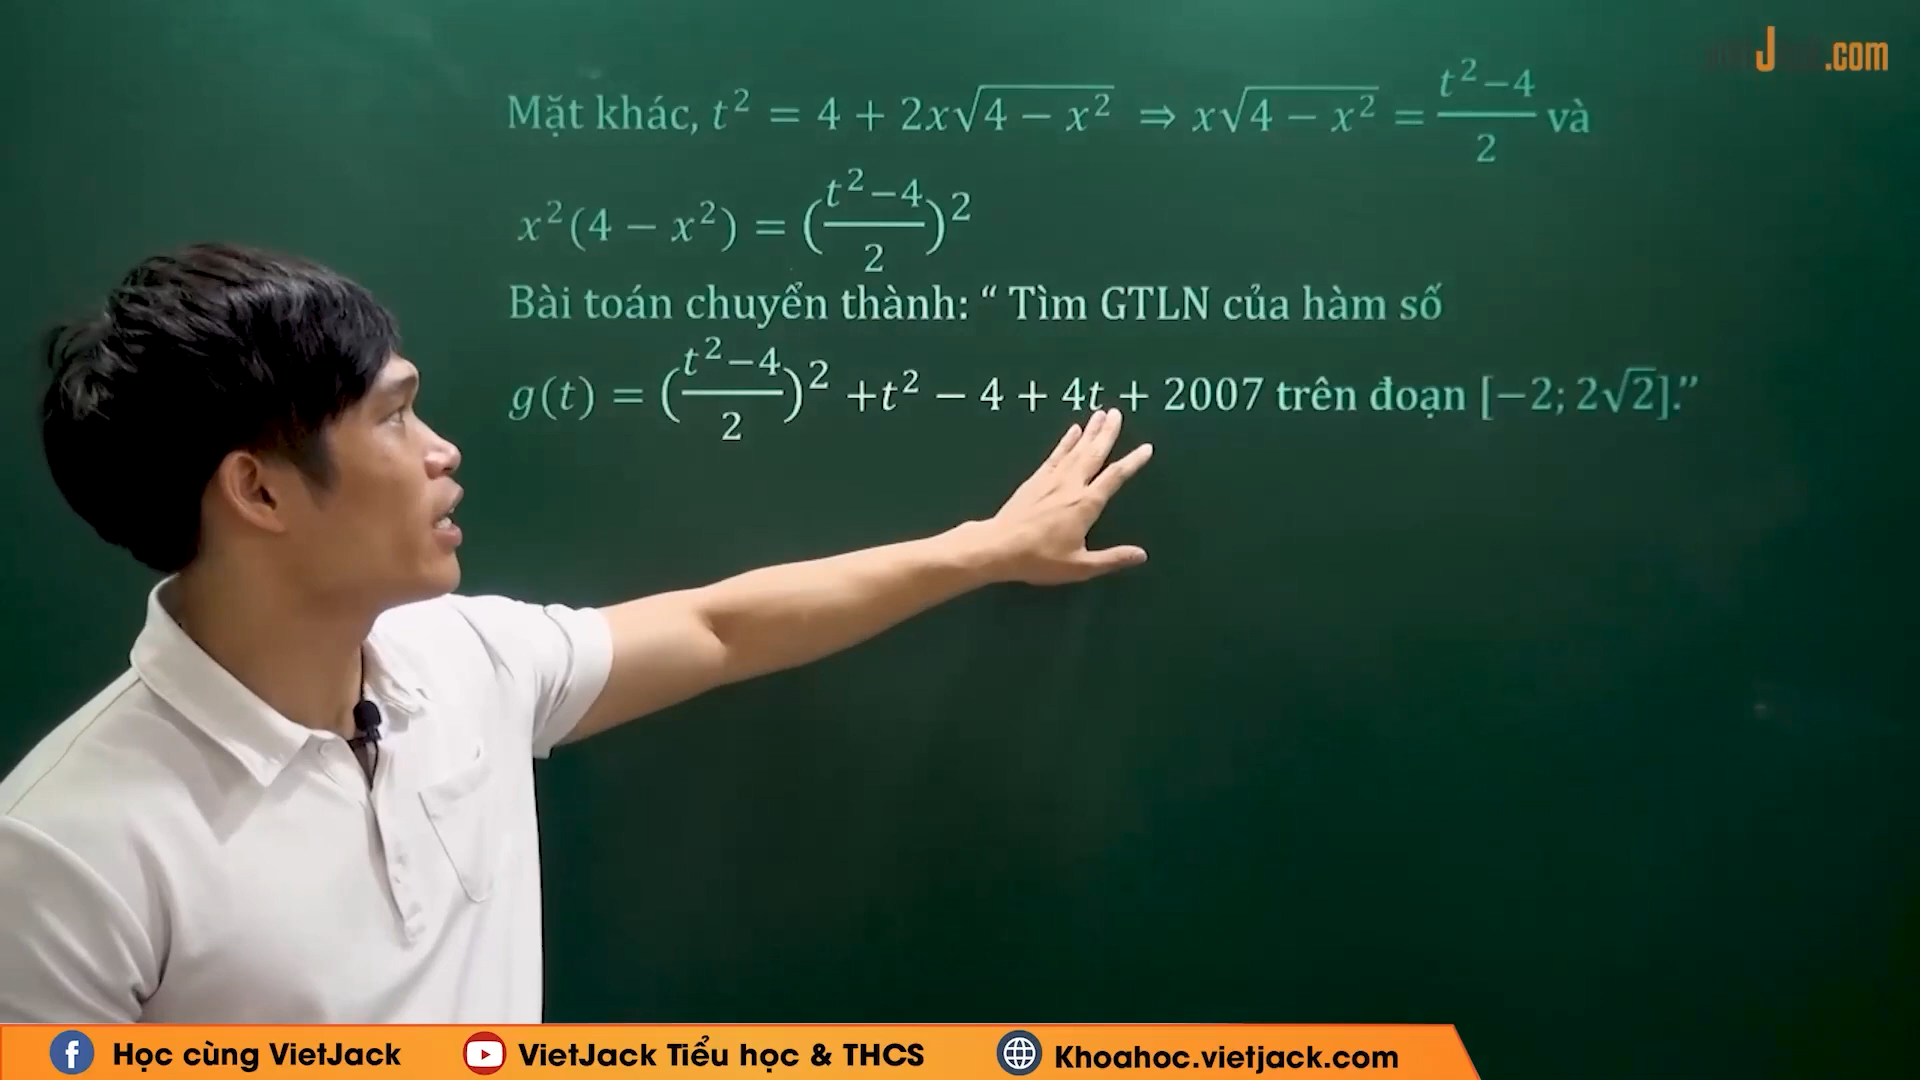 Jack.com
Mặt khác, t² = 4 + 2x√(4 − x²) ⇒ x√(4 − x²) = (t²−4)/2 và
x²(4 − x²) = ((t²−4)/2)²
Bài toán chuyển thành: “ Tìm GTLN của hàm số
g(t) = ((t²−4)/2)² +t² − 4 + 4t + 2007 trên đoạn [−2; 2√2].”
Học cùng VietJack
VietJack Tiểu học & THCS
Khoahoc.vietjack.com